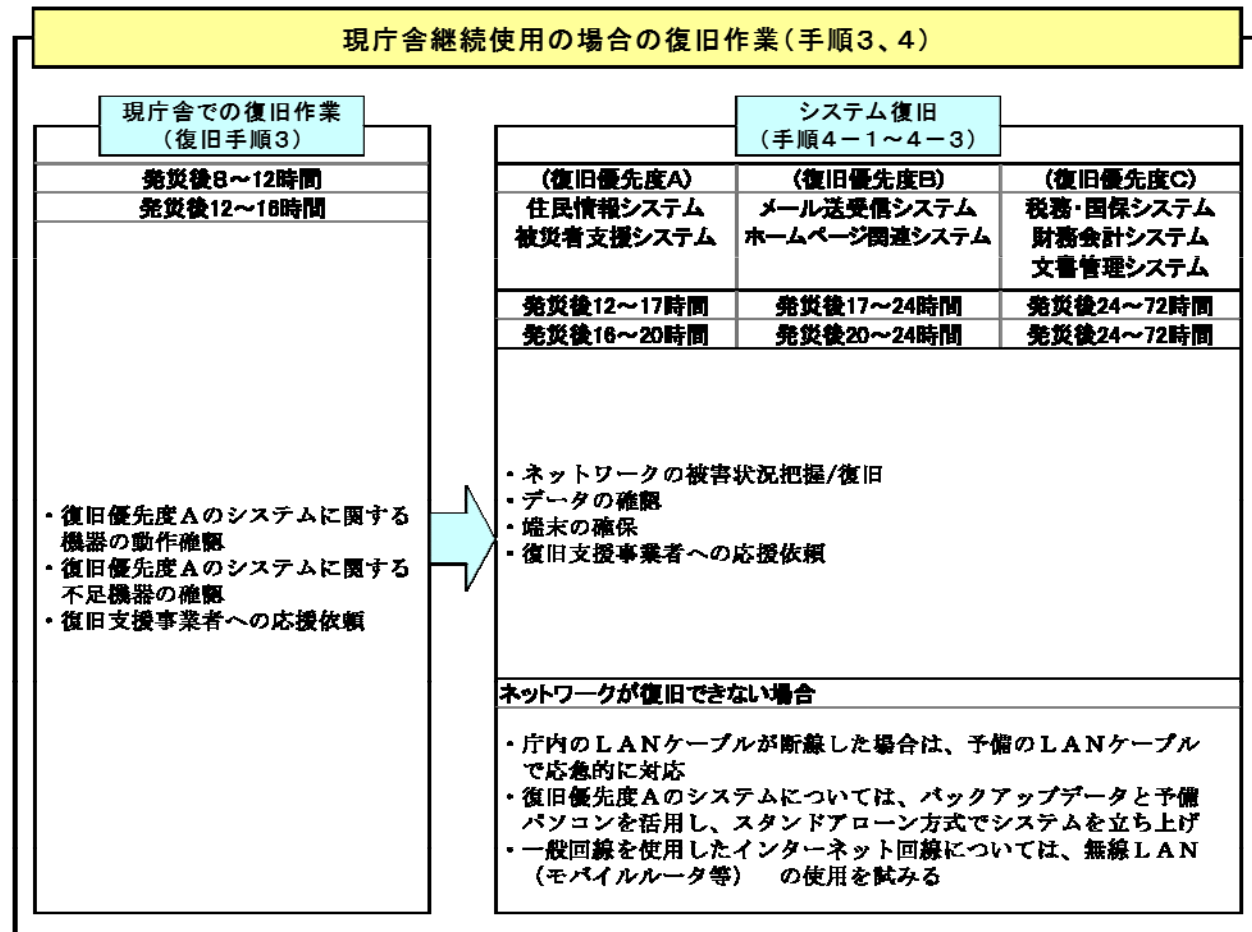 現庁舎継続使用の場合の復旧作業(手順3、4)
現庁舎での復旧作業
(復旧手順3)
発災後8～12時間
発災後12～16時間
・復旧優先度Aのシステムに関する
機器の動作確認
・復旧優先度Aのシステムに関する
不足機器の確認
・復旧支援事業者への応援依頼
システム復旧
(手順4－1～4－3)
(復旧優先度A) (復旧優先度B) (復旧優先度C)
住民情報システム メール送受信システム 税務・国保システム
被災者支援システム ホームページ関連システム 財務会計システム
文書管理システム
発災後12～17時間 発災後17～24時間 発災後24～72時間
発災後16～20時間 発災後20～24時間 発災後24～72時間
・ネットワークの被害状況把握/復旧
・データの確認
・端末の確保
・復旧支援事業者への応援依頼
ネットワークが復旧できない場合
・庁内のLANケーブルが断線した場合は、予備のLANケーブル
で応急的に対応
・復旧優先度Aのシステムについては、バックアップデータと予備
パソコンを活用し、スタンドアローン方式でシステムを立ち上げ
・一般回線を使用したインターネット回線については、無線LAN
(モバイルルータ等) の使用を試みる